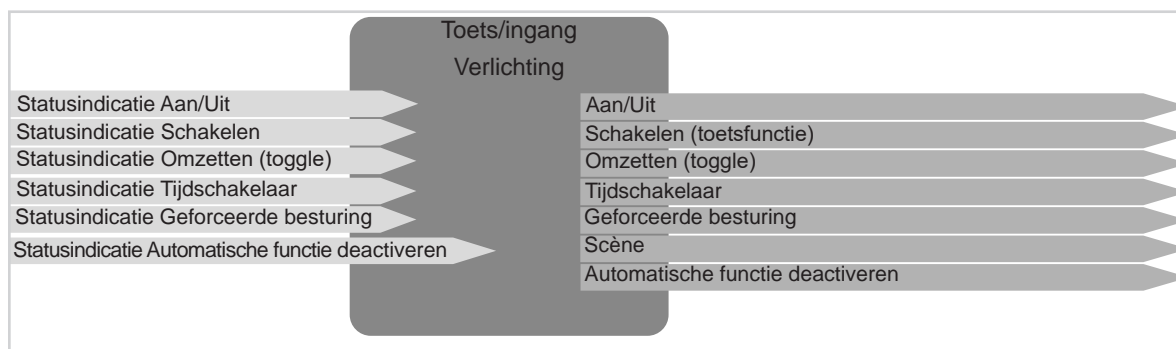 Toets/ingang
Verlichting
Statusindicatie Aan/Uit
Statusindicatie Schakelen
Statusindicatie Omzetten (toggle)
Statusindicatie Tijdschakelaar
Statusindicatie Geforceerde besturing
Statusindicatie Automatische functie deactiveren
Aan/Uit
Schakelen (toetsfunctie)
Omzetten (toggle)
Tijdschakelaar
Geforceerde besturing
Scène
Automatische functie deactiveren